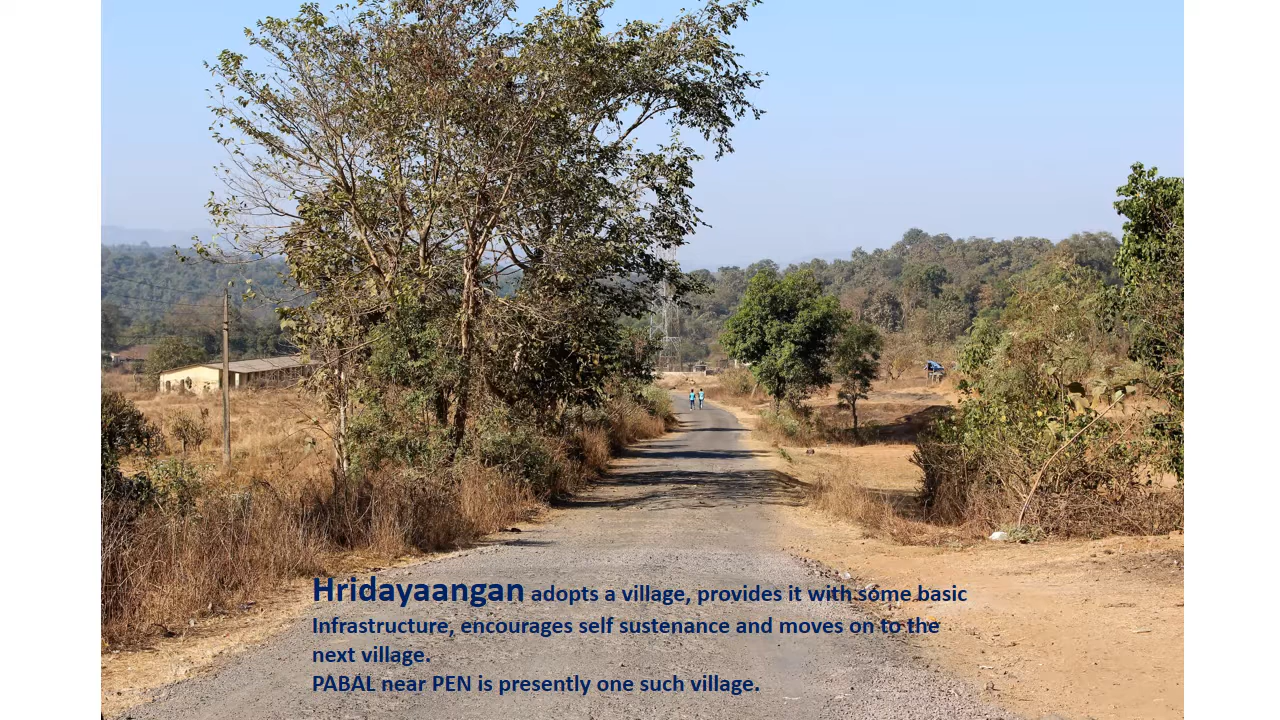 Hridayaangan adopts a village, provides it with some basic
Infrastructure, encourages self sustenance and moves on to the
next village.
PABAL near PEN is presently one such village.